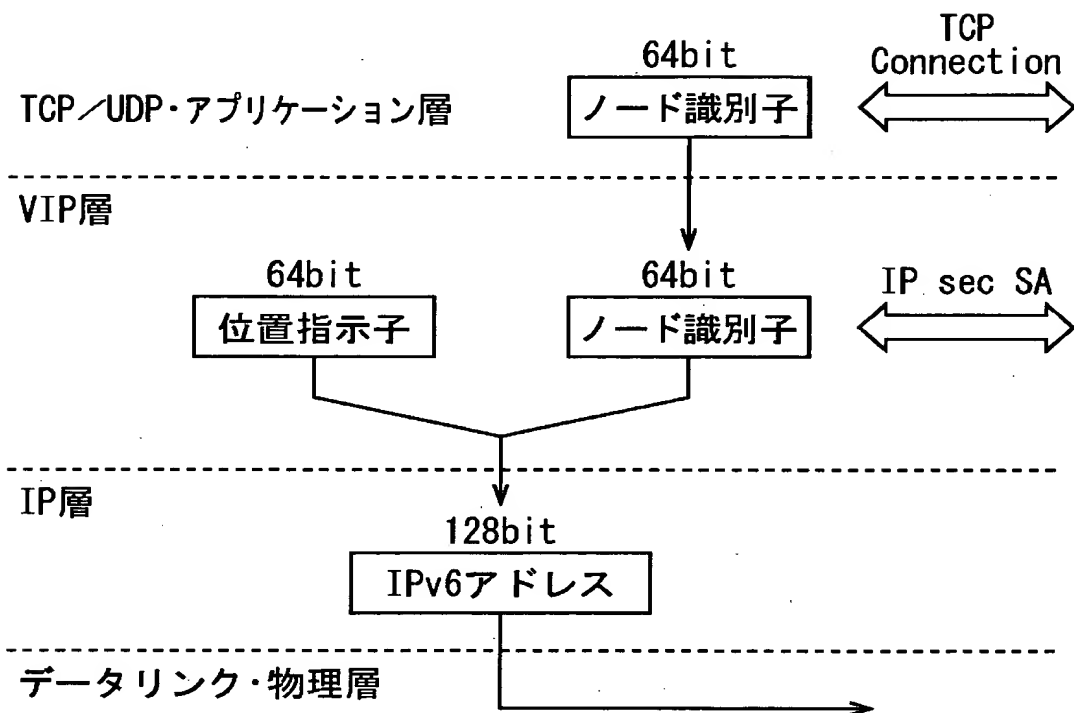 TCP
Connection
64bit
TCP／UDP・アプリケーション層
ノード識別子
VIP層
64bit
64bit
IP sec SA
位置指示子
ノード識別子
IP層
128bit
IPv6アドレス
データリンク・物理層